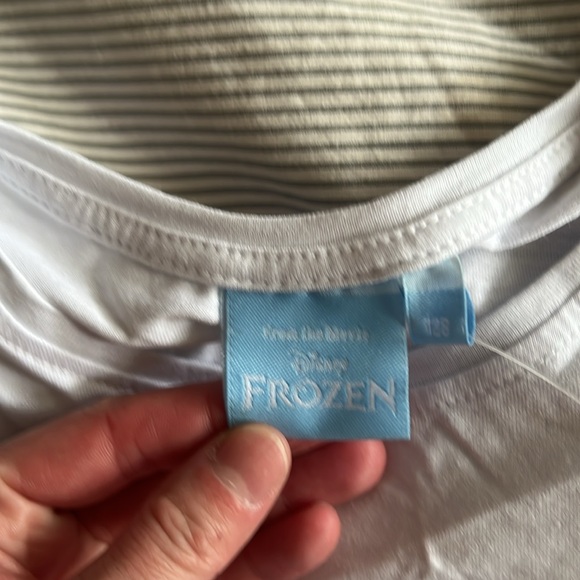 from the Movie
Disney
FROZEN
128